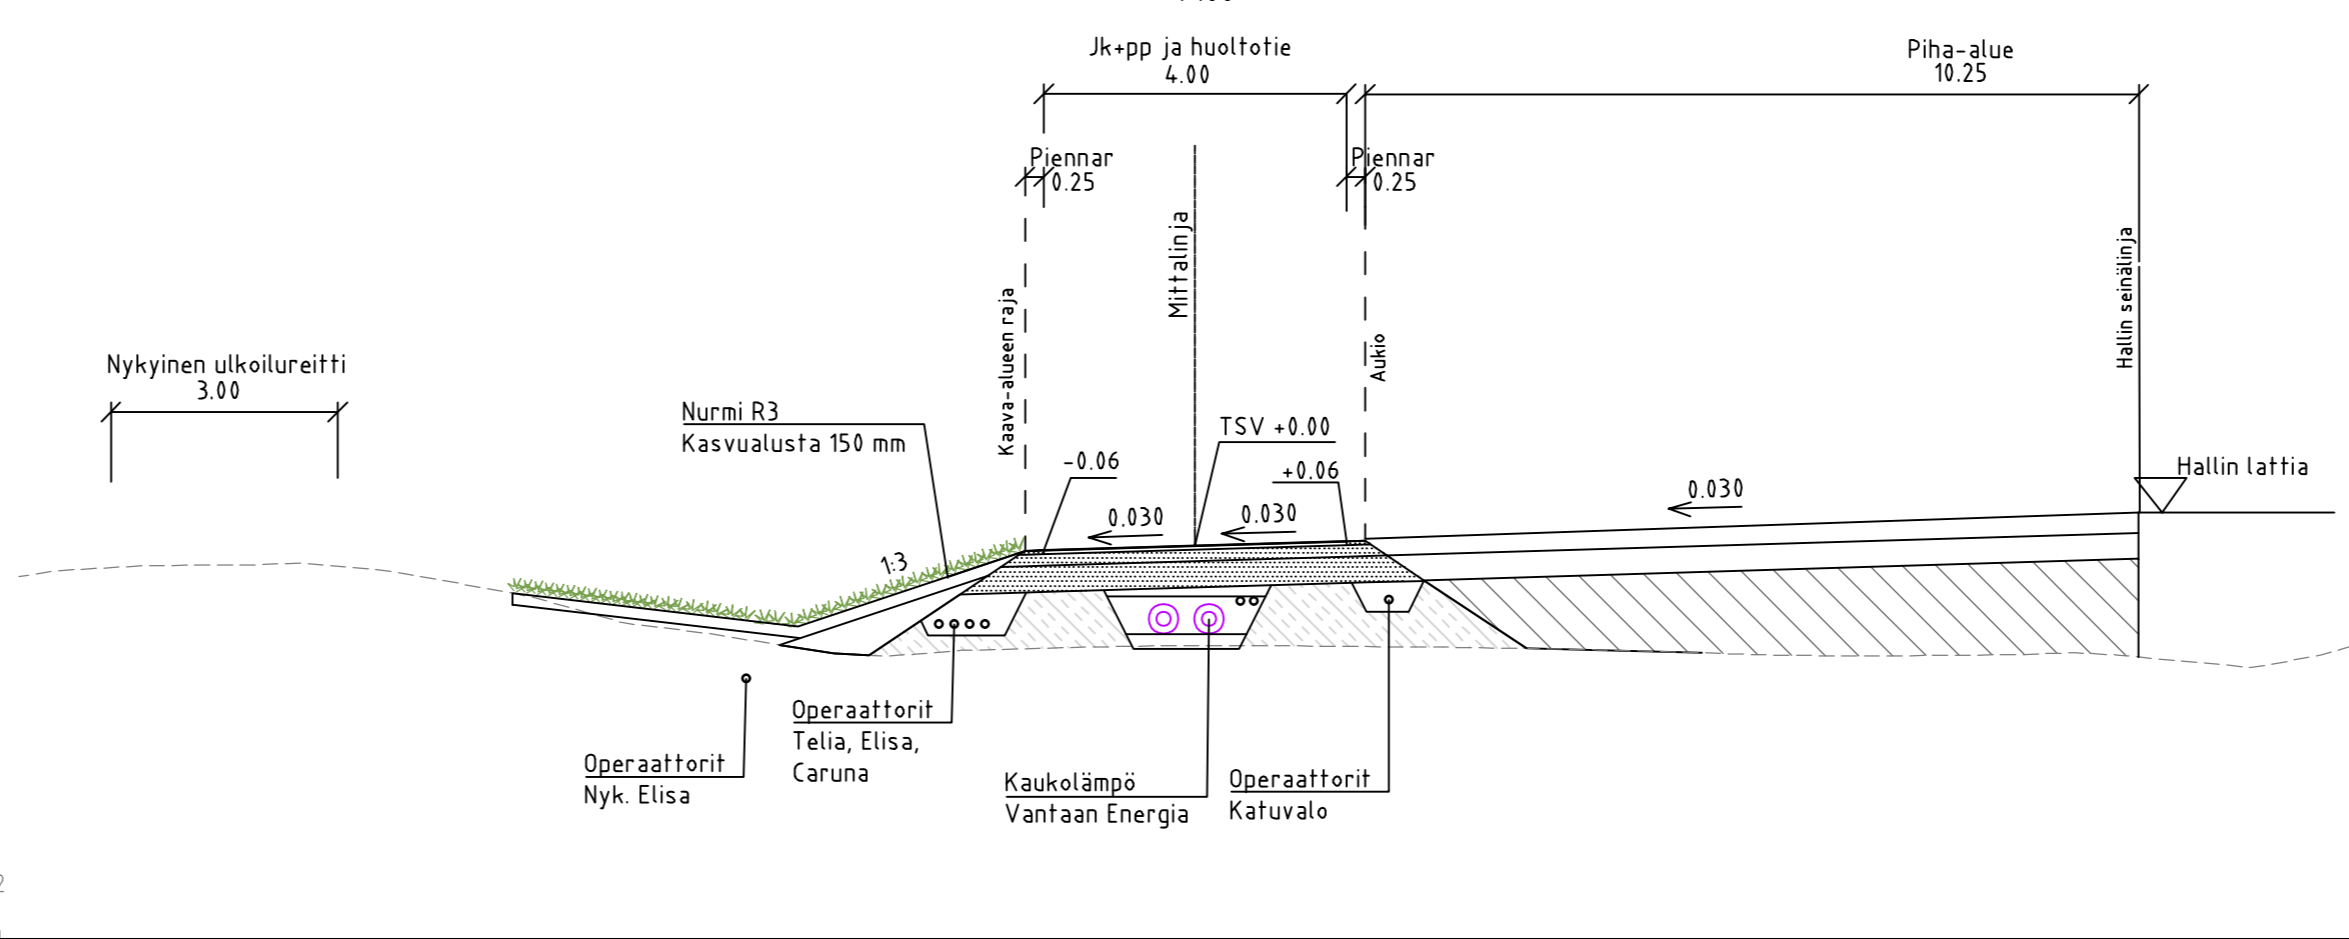 Jk+pp ja huoltotie
4.00
Piha-alue
10.25
Piennar
0.25
Piennar
0.25
Mittalinja
Kaava-alueen raja
Aukio
Hallin seinälinja
Nykyinen ulkoilureitti
3.00
Nurmi R3
Kasvualusta 150 mm
TSV +0.00
-0.06
+0.06
Hallin lattia
0.030
0.030
0.030
1:3
Operaattorit
Telia, Elisa,
Caruna
Operaattorit
Nyk. Elisa
Kaukolämpö
Vantaan Energia
Operaattorit
Katuvalo